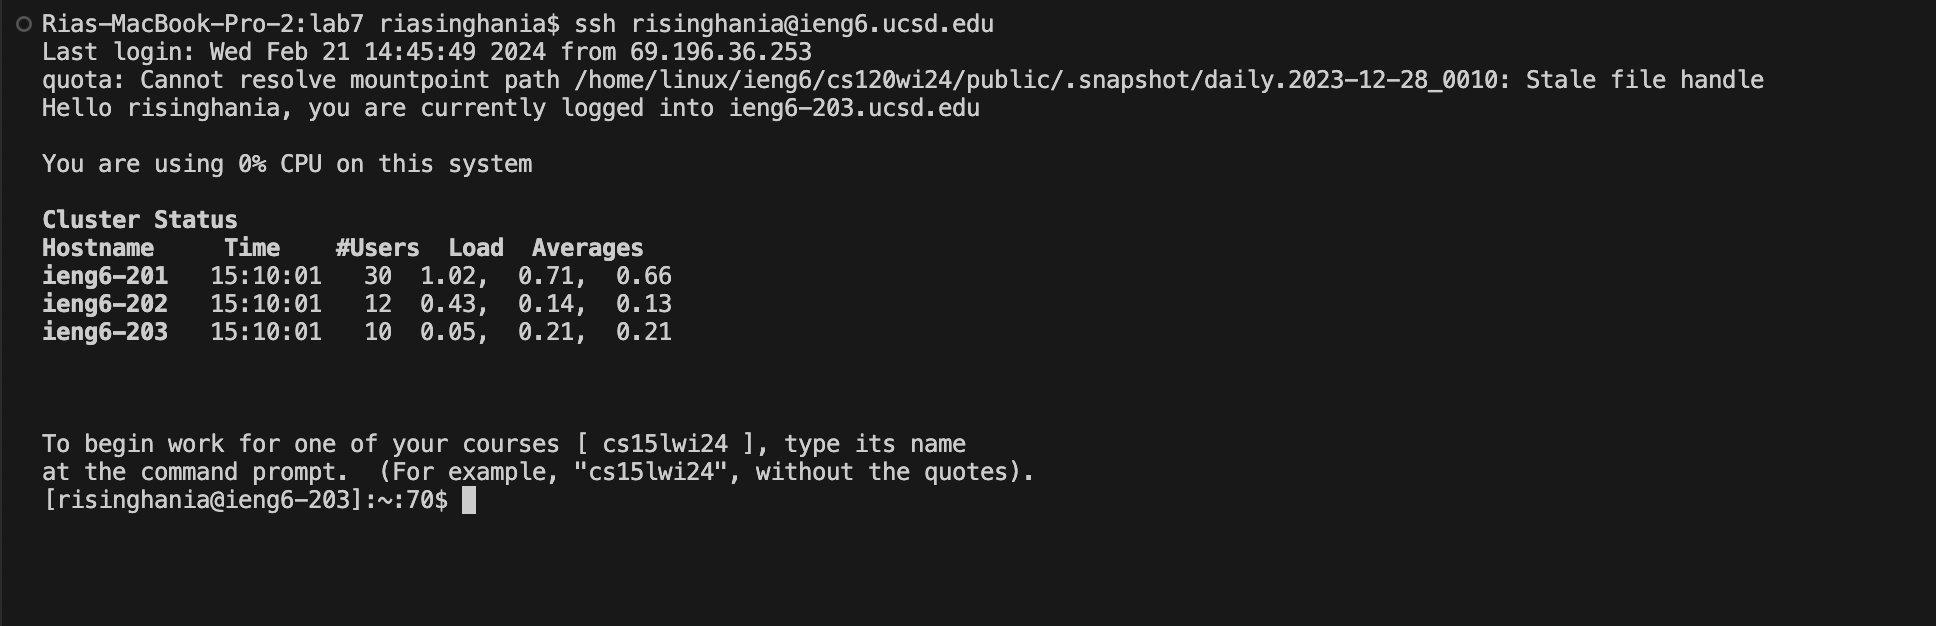 Rias-MacBook-Pro-2:lab7 riasinghania$ ssh risinghania@ieng6.ucsd.edu
Last login: Wed Feb 21 14:45:49 2024 from 69.196.36.253
quota: Cannot resolve mountpoint path /home/linux/ieng6/cs120wi24/public/.snapshot/daily.2023-12-28_0010: Stale file handle
Hello risinghania, you are currently logged into ieng6-203.ucsd.edu

You are using 0% CPU on this system

Cluster Status
Hostname     Time    #Users  Load  Averages
ieng6-201   15:10:01   30  1.02,  0.71,  0.66
ieng6-202   15:10:01   12  0.43,  0.14,  0.13
ieng6-203   15:10:01   10  0.05,  0.21,  0.21

To begin work for one of your courses [ cs15lwi24 ], type its name
at the command prompt.  (For example, "cs15lwi24", without the quotes).
[risinghania@ieng6-203]:~:70$